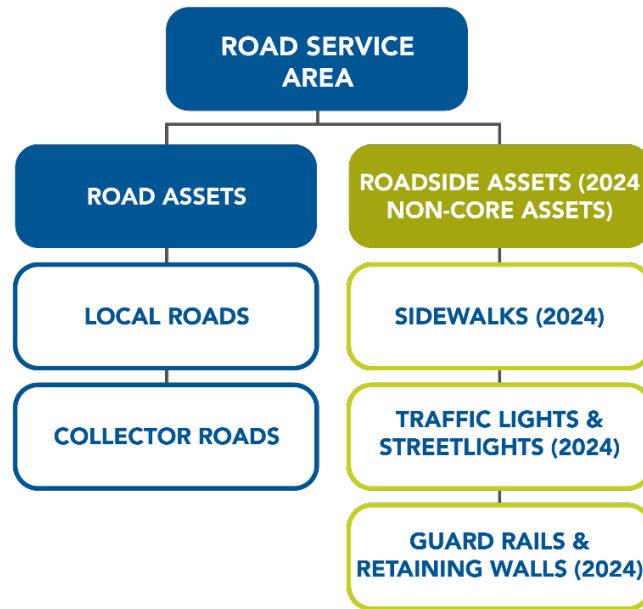 ROAD SERVICE
AREA
ROAD ASSETS
ROADSIDE ASSETS (2024
NON-CORE ASSETS)
LOCAL ROADS
SIDEWALKS (2024)
COLLECTOR ROADS
TRAFFIC LIGHTS &
STREETLIGHTS (2024)
GUARD RAILS &
RETAINING WALLS (2024)